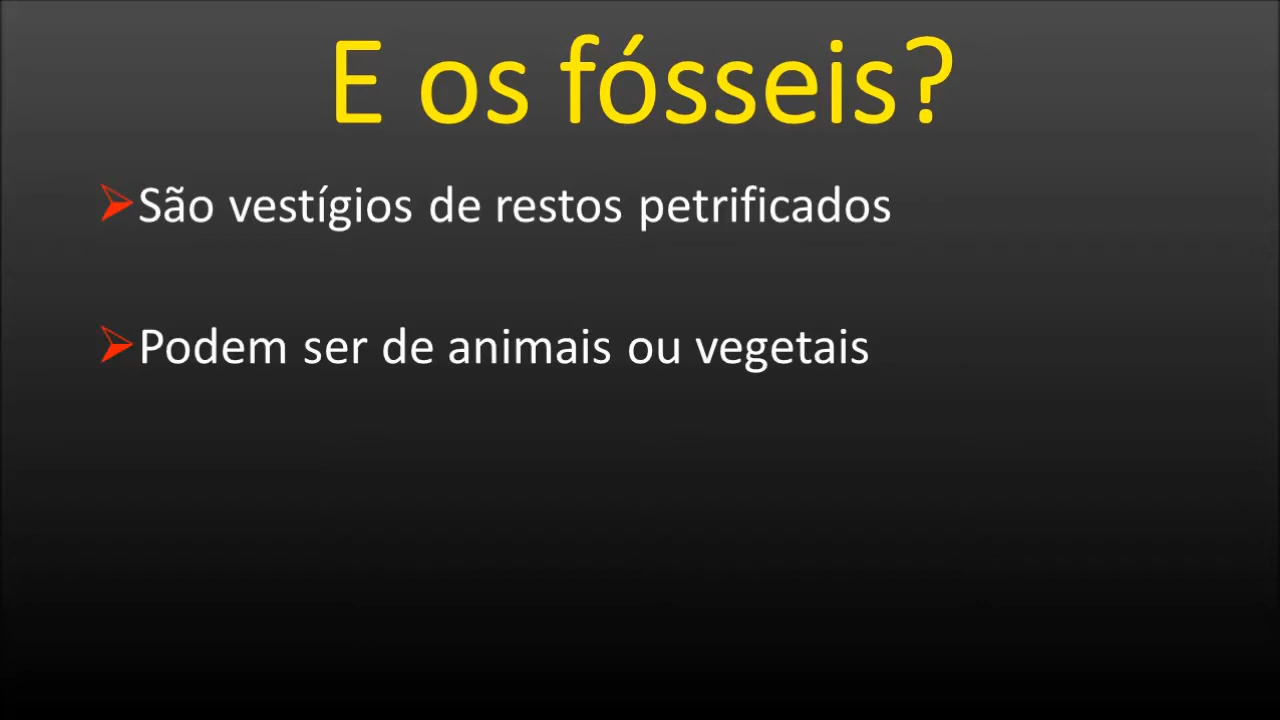 E os fósseis?
São vestígios de restos petrificados
Podem ser de animais ou vegetais